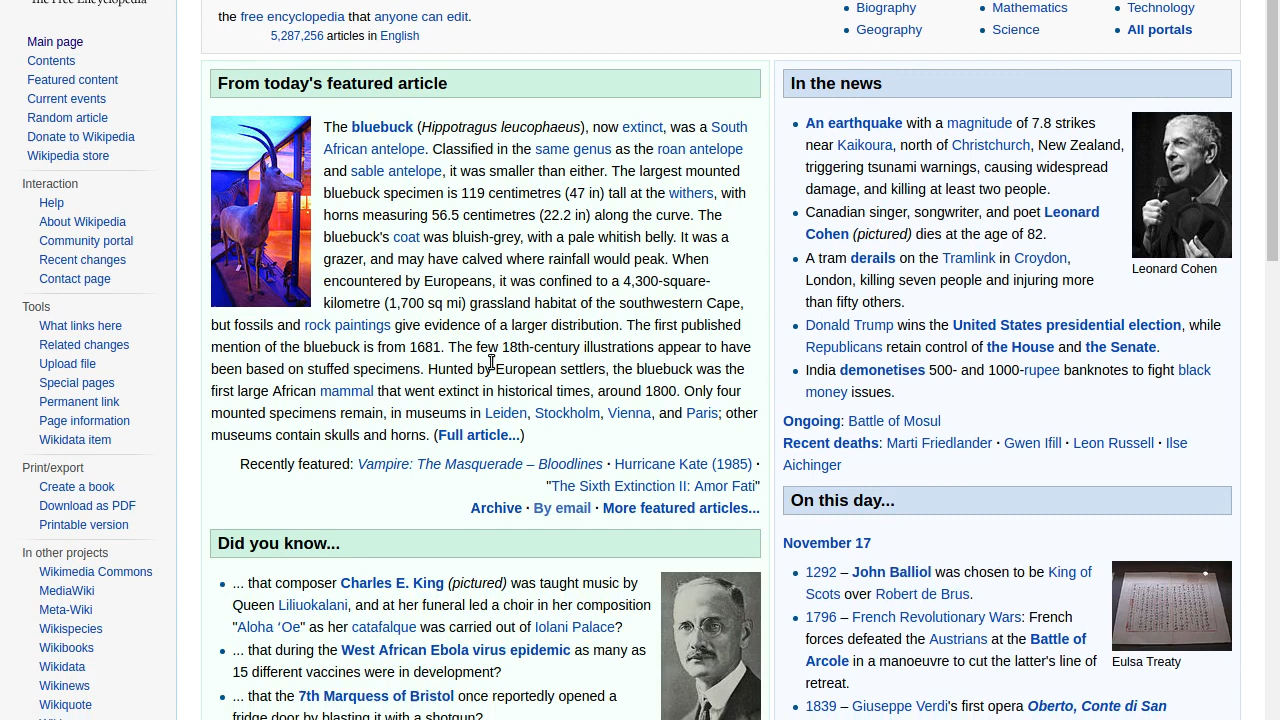 Main page
Contents
Featured content
Current events
Random article
Donate to Wikipedia
Wikipedia store
Interaction
Help
About Wikipedia
Community portal
Recent changes
Contact page
Tools
What links here
Related changes
Upload file
Special pages
Permanent link
Page information
Wikidata item
Print/export
Create a book
Download as PDF
Printable version
In other projects
Wikimedia Commons
MediaWiki
Meta-Wiki
Wikispecies
Wikibooks
Wikidata
Wikinews
Wikiquote
the free encyclopedia that anyone can edit.
5,287,256 articles in English
Biography
Mathematics
Technology
Geography
Science
All portals
From today's featured article
The bluebuck (Hippotragus leucophaeus), now extinct, was a South
African antelope. Classified in the same genus as the roan antelope
and sable antelope, it was smaller than either. The largest mounted
bluebuck specimen is 119 centimetres (47 in) tall at the withers, with
horns measuring 56.5 centimetres (22.2 in) along the curve. The
bluebuck's coat was bluish-grey, with a pale whitish belly. It was a
grazer, and may have calved where rainfall would peak. When
encountered by Europeans, it was confined to a 4,300-square-
kilometre (1,700 sq mi) grassland habitat of the southwestern Cape,
but fossils and rock paintings give evidence of a larger distribution. The first published
mention of the bluebuck is from 1681. The few 18th-century illustrations appear to have
been based on stuffed specimens. Hunted by European settlers, the bluebuck was the
first large African mammal that went extinct in historical times, around 1800. Only four
mounted specimens remain, in museums in Leiden, Stockholm, Vienna, and Paris; other
museums contain skulls and horns. (Full article...)
Recently featured: Vampire: The Masquerade – Bloodlines · Hurricane Kate (1985) ·
"The Sixth Extinction II: Amor Fati"
Archive · By email · More featured articles...
Did you know...
... that composer Charles E. King (pictured) was taught music by
Queen Liliuokalani, and at her funeral led a choir in her composition
"Aloha ʻOe" as her catafalque was carried out of Iolani Palace?
... that during the West African Ebola virus epidemic as many as
15 different vaccines were in development?
... that the 7th Marquess of Bristol once reportedly opened a
fridge door by blasting it with a shotgun?
In the news
An earthquake with a magnitude of 7.8 strikes
near Kaikoura, north of Christchurch, New Zealand,
triggering tsunami warnings, causing widespread
damage, and killing at least two people.
Canadian singer, songwriter, and poet Leonard
Cohen (pictured) dies at the age of 82.
A tram derails on the Tramlink in Croydon,
London, killing seven people and injuring more
than fifty others.
Leonard Cohen
Donald Trump wins the United States presidential election, while
Republicans retain control of the House and the Senate.
India demonetises 500- and 1000-rupee banknotes to fight black
money issues.
Ongoing: Battle of Mosul
Recent deaths: Marti Friedlander · Gwen Ifill · Leon Russell · Ilse
Aichinger
On this day...
November 17
1292 – John Balliol was chosen to be King of
Scots over Robert de Brus.
1796 – French Revolutionary Wars: French
forces defeated the Austrians at the Battle of
Arcole in a manoeuvre to cut the latter's line of
retreat.
Eulsa Treaty
1839 – Giuseppe Verdi's first opera Oberto, Conte di San